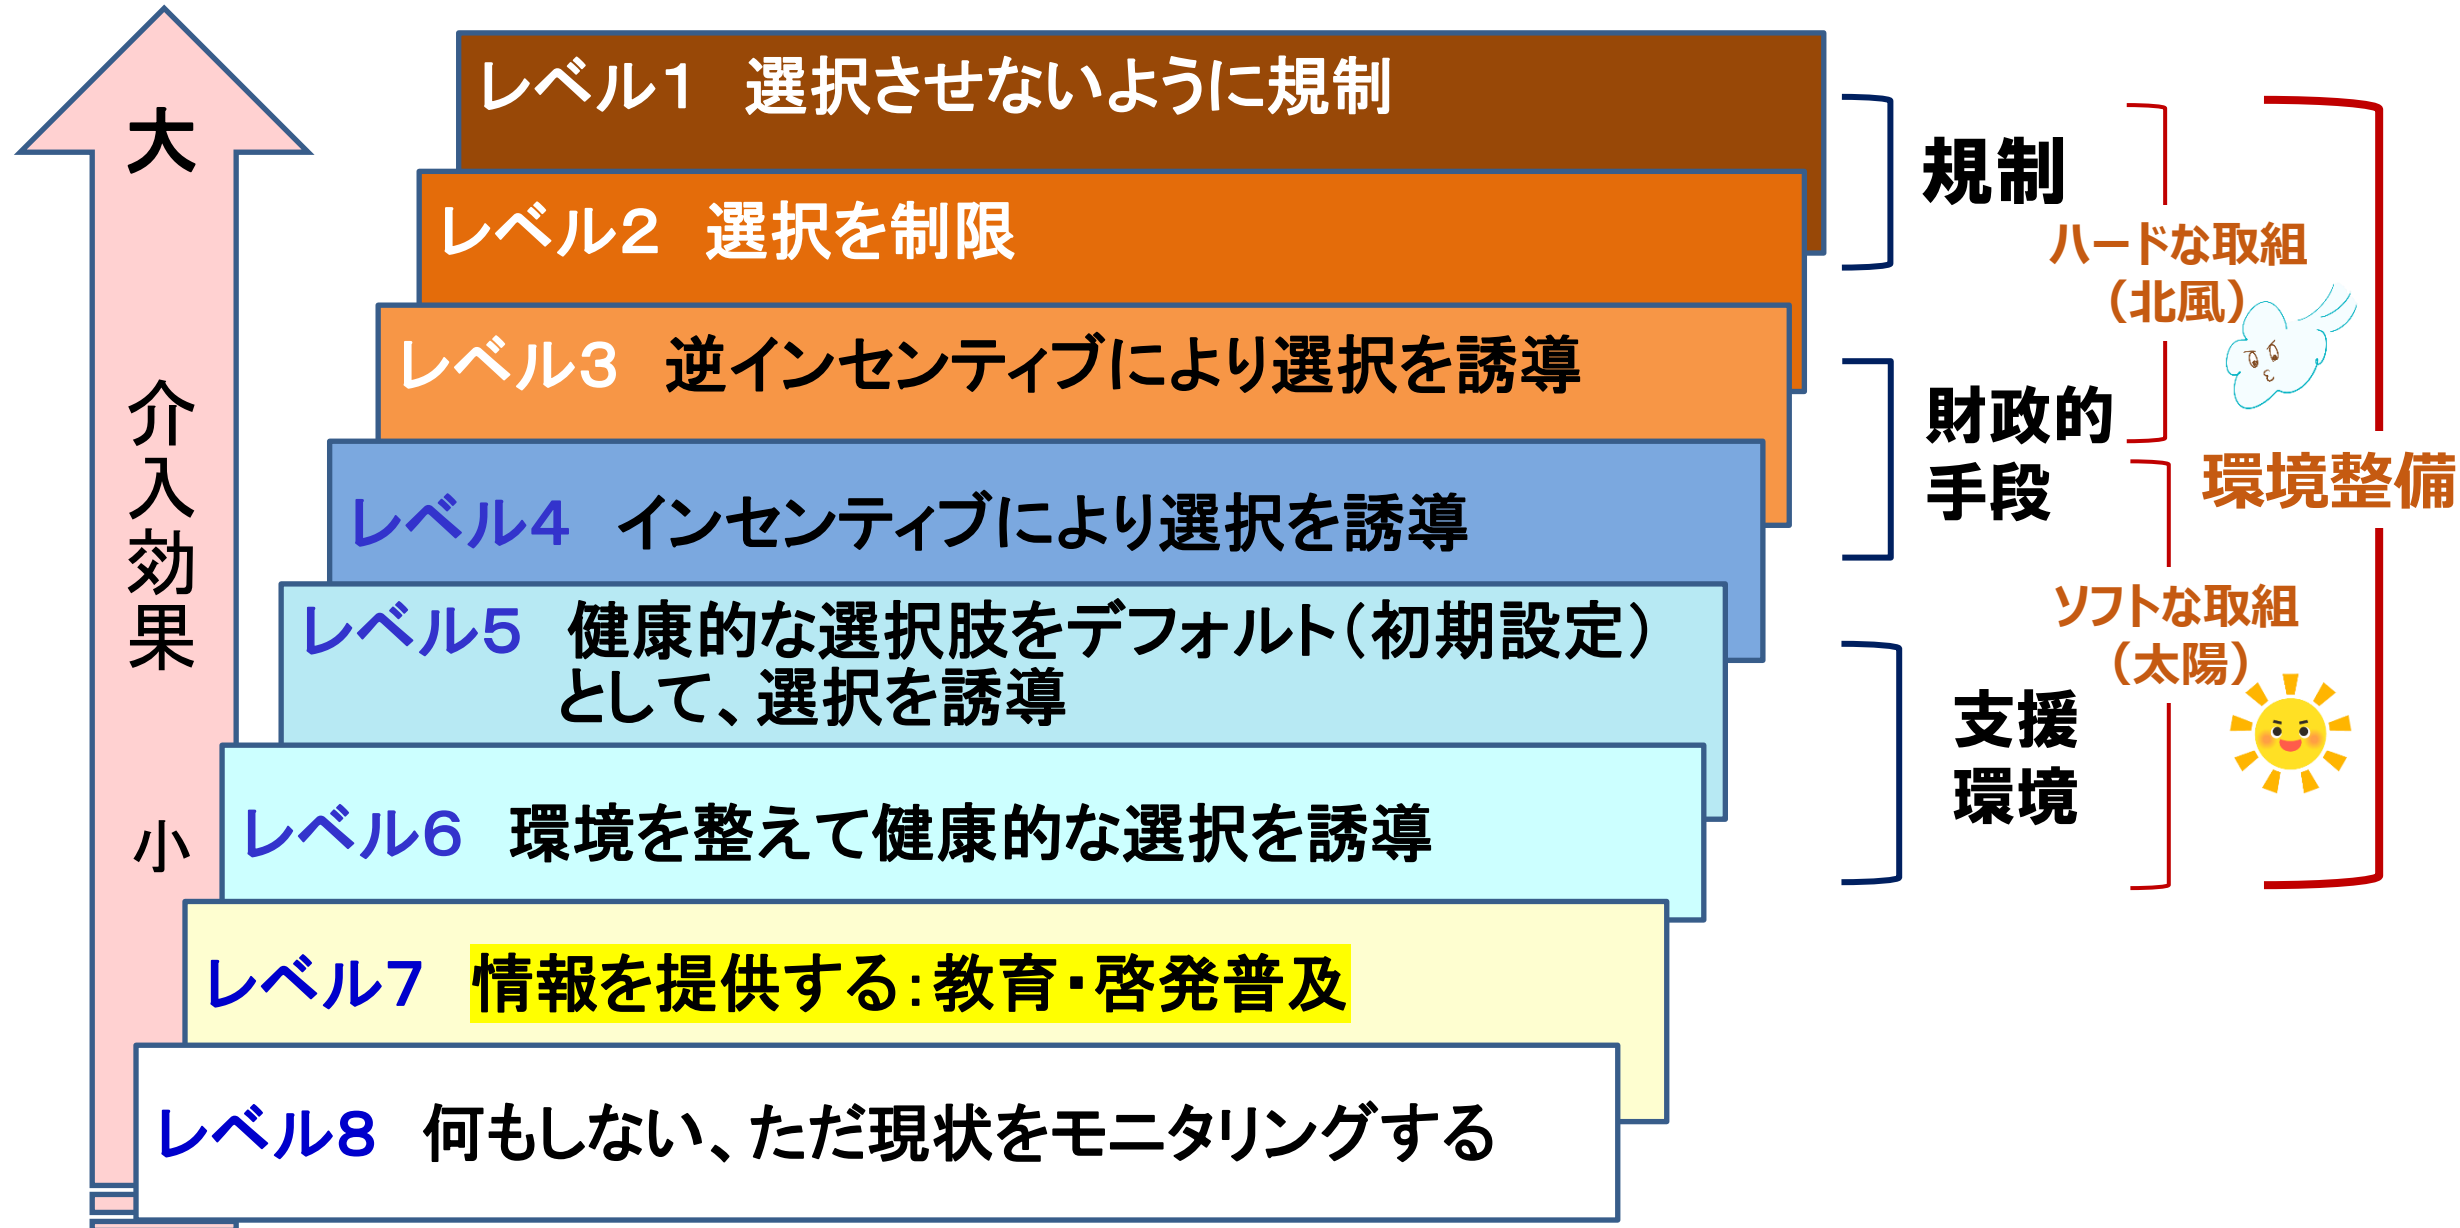 大
介入効果
小
レベル1　選択させないように規制
レベル2　選択を制限
レベル3　逆インセンティブにより選択を誘導
レベル4　インセンティブにより選択を誘導
レベル5　健康的な選択肢をデフォルト（初期設定）
として、選択を誘導
レベル6　環境を整えて健康的な選択を誘導
レベル7　情報を提供する：教育・啓発普及
レベル8　何もしない、ただ現状をモニタリングする
規制
財政的
手段
支援
環境
ハードな取組
（北風）
ソフトな取組
（太陽）
環境整備